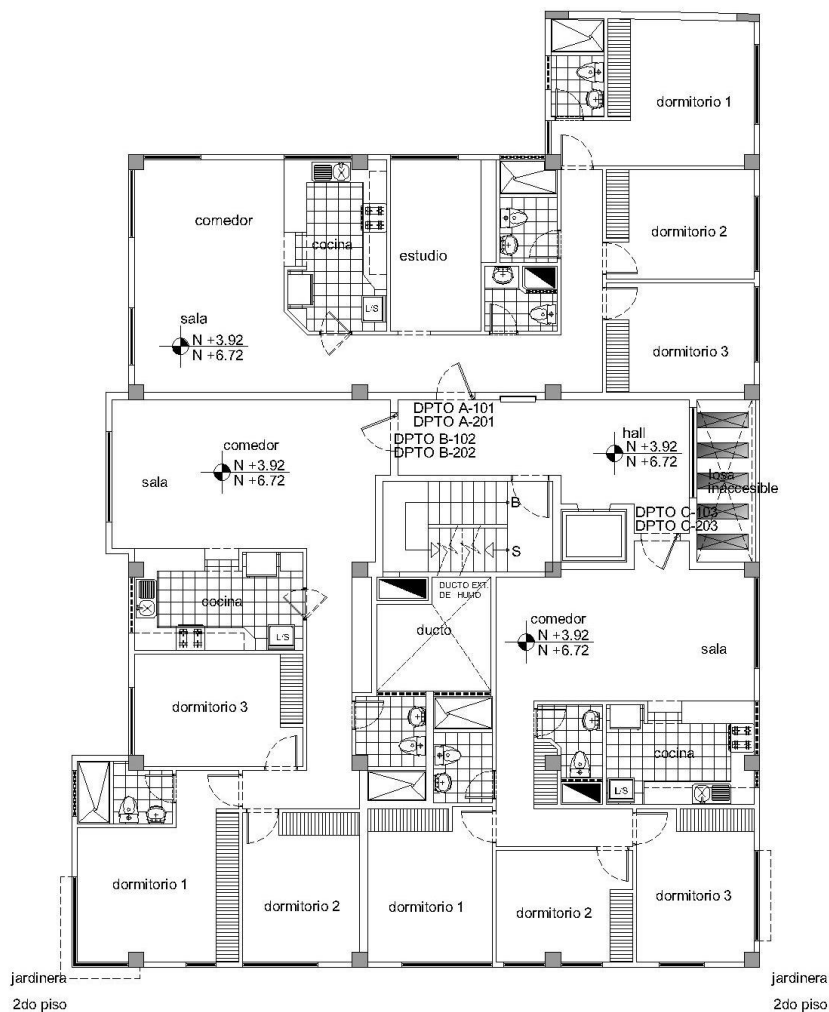 dormitorio 1
comedor
cocina
estudio
dormitorio 2
sala
N +3.92
N +6.72
L/S
dormitorio 3
DPTO A-101
DPTO A-201
DPTO B-102
DPTO B-202
comedor
sala
N +3.92
N +6.72
hall
N +3.92
N +6.72
losa
inaccesible
B
S
DPTO C-103
DPTO C-203
DUCTO EXT.
DE HUMO
cocina
L/S
ducto
comedor
N +3.92
N +6.72
sala
dormitorio 3
cocina
L/S
dormitorio 1
dormitorio 2
dormitorio 1
dormitorio 2
dormitorio 3
jardinera
2do piso
jardinera
2do piso